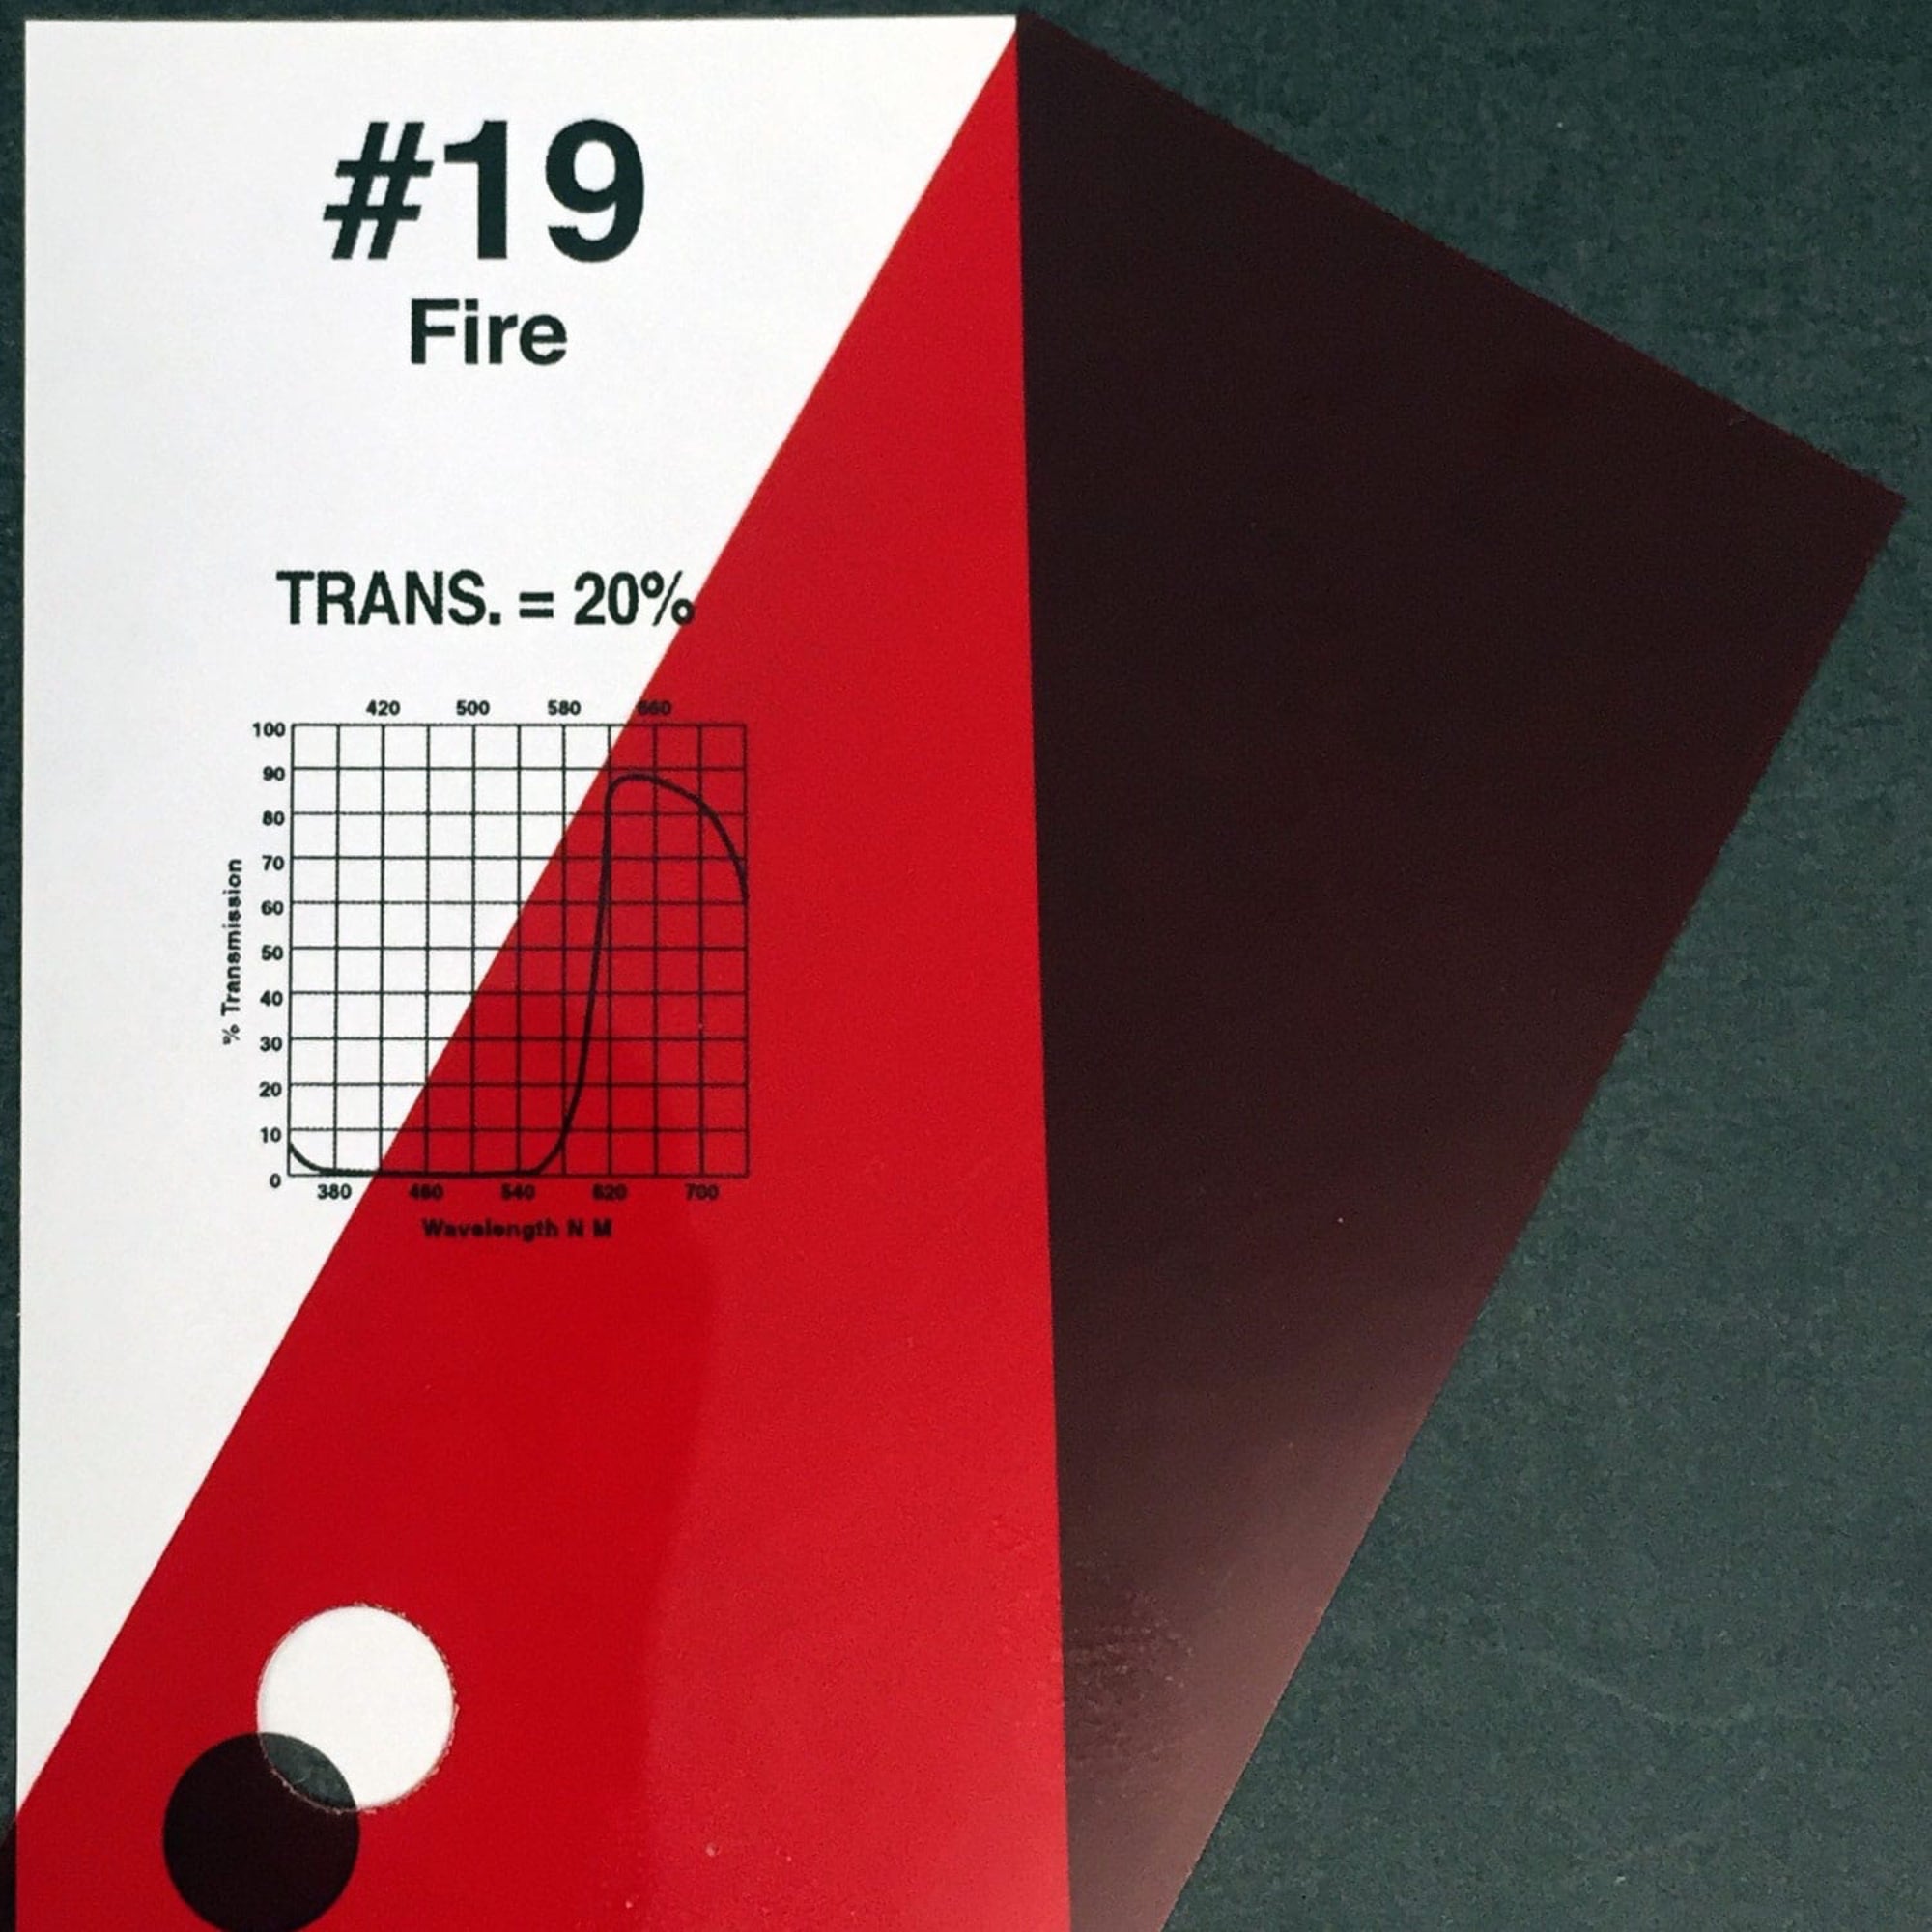 #19
Fire
TRANS. = 20%
420 500 580 660
100
90
80
70
60
50
40
30
20
10
0
% Transmission
380 460 540 620 700
Wavelength N M